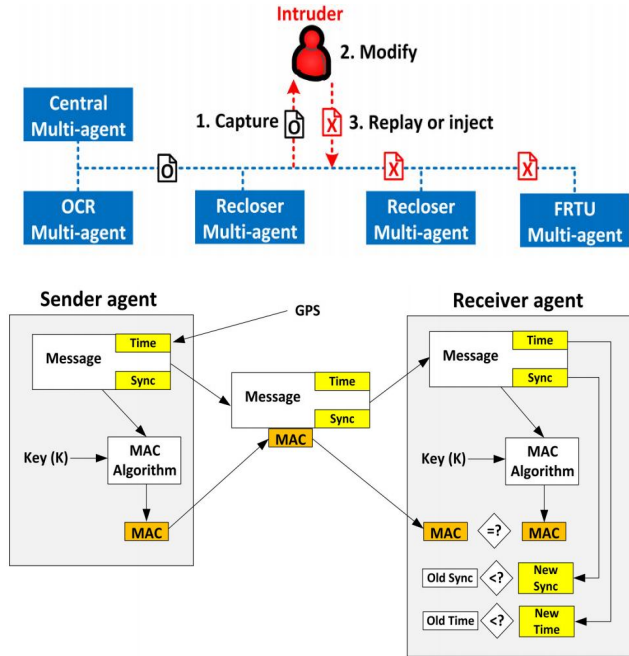 Intruder
2. Modify
1. Capture
3. Replay or inject
O
X
Central
Multi-agent
O
X
X
OCR
Multi-agent
Recloser
Multi-agent
Recloser
Multi-agent
FRTU
Multi-agent
Sender agent
GPS
Receiver agent
Time
Message
Sync
Time
Message
Sync
MAC
Time
Message
Sync
Key (K)
MAC
Algorithm
MAC
Key (K)
MAC
Algorithm
MAC
=?
MAC
Old Sync
<?
New
Sync
Old Time
<?
New
Time